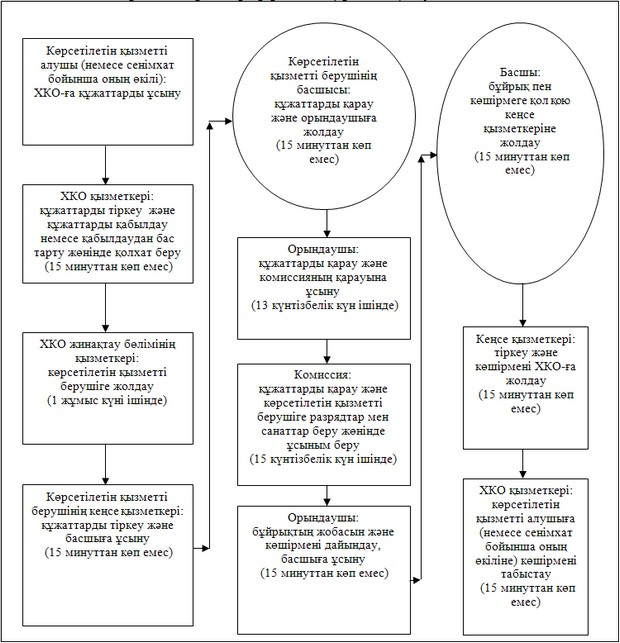 Көрсетілетін қызметті
алушы (немесе сенімхат
бойынша оның өкілі):
ХКО-ға құжаттарды ұсыну
ХКО қызметкері:
құжаттарды тіркеу және
құжаттарды қабылдау
немесе қабылдаудан бас
тарту жөнінде қолхат беру
(15 минуттан көп емес)
ХКО жинақтау бөлімінің
қызметкері:
көрсетілетін қызметті
берушіге жолдау
(1 жұмыс күні ішінде)
Көрсетілетін қызметті
берушінің кеңсе қызметкері:
құжаттарды тіркеу және
басшыға ұсыну
(15 минуттан көп емес)
Көрсетілетін
қызметті берушінің
басшысы:
құжаттарды қарау
және орындаушыға
жолдау
(15 минуттан көп
емес)
Орындаушы:
құжаттарды қарау және
комиссияның қарауына
ұсыну
(13 күнтізбелік күн ішінде)
Комиссия:
құжаттарды қарау және
көрсетілетін қызметті
берушіге разрядтар мен
санаттар беру жөнінде
ұсыным беру
(15 күнтізбелік күн ішінде)
Орындаушы:
бұйрықтың жобасын және
көшірмені дайындау,
басшыға ұсыну
(15 минуттан көп емес)
Басшы:
бұйрық пен
көшірмеге қол қою
кеңсе
қызметкеріне
жолдау
(15 минуттан көп
емес)
Кеңсе қызметкері:
тіркеу және
көшірмені ХКО-ға
жолдау
(15 минуттан көп
емес)
ХКО қызметкері:
көрсетілетін
қызметті алушыға
(немесе сенімхат
бойынша оның
өкіліне) көшірмені
табыстау
(15 минуттан көп
емес)